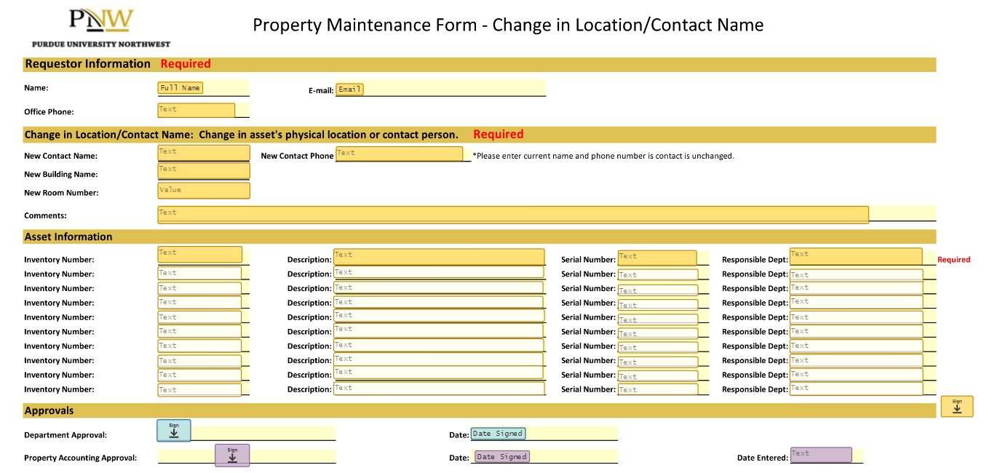 PNW
PURDUE UNIVERSITY NORTHWEST
Property Maintenance Form - Change in Location/Contact Name
Requestor Information Required
Name: Full Name E-mail: Email
Office Phone: Text
Change in Location/Contact Name: Change in asset's physical location or contact person. Required
New Contact Name: Text New Contact Phone Text *Please enter current name and phone number is contact is unchanged.
New Building Name: Text
New Room Number: Value
Comments: Text
Asset Information
Inventory Number: Text Description: Text Serial Number: Text Responsible Dept: Text Required
Inventory Number: Text Description: Text Serial Number: Text Responsible Dept: Text
Inventory Number: Text Description: Text Serial Number: Text Responsible Dept: Text
Inventory Number: Text Description: Text Serial Number: Text Responsible Dept: Text
Inventory Number: Text Description: Text Serial Number: Text Responsible Dept: Text
Inventory Number: Text Description: Text Serial Number: Text Responsible Dept: Text
Inventory Number: Text Description: Text Serial Number: Text Responsible Dept: Text
Inventory Number: Text Description: Text Serial Number: Text Responsible Dept: Text
Inventory Number: Text Description: Text Serial Number: Text Responsible Dept: Text
Inventory Number: Text Description: Text Serial Number: Text Responsible Dept: Text
Approvals Sign
Department Approval: Sign Date: Date Signed
Property Accounting Approval: Sign Date: Date Signed Date Entered: Text